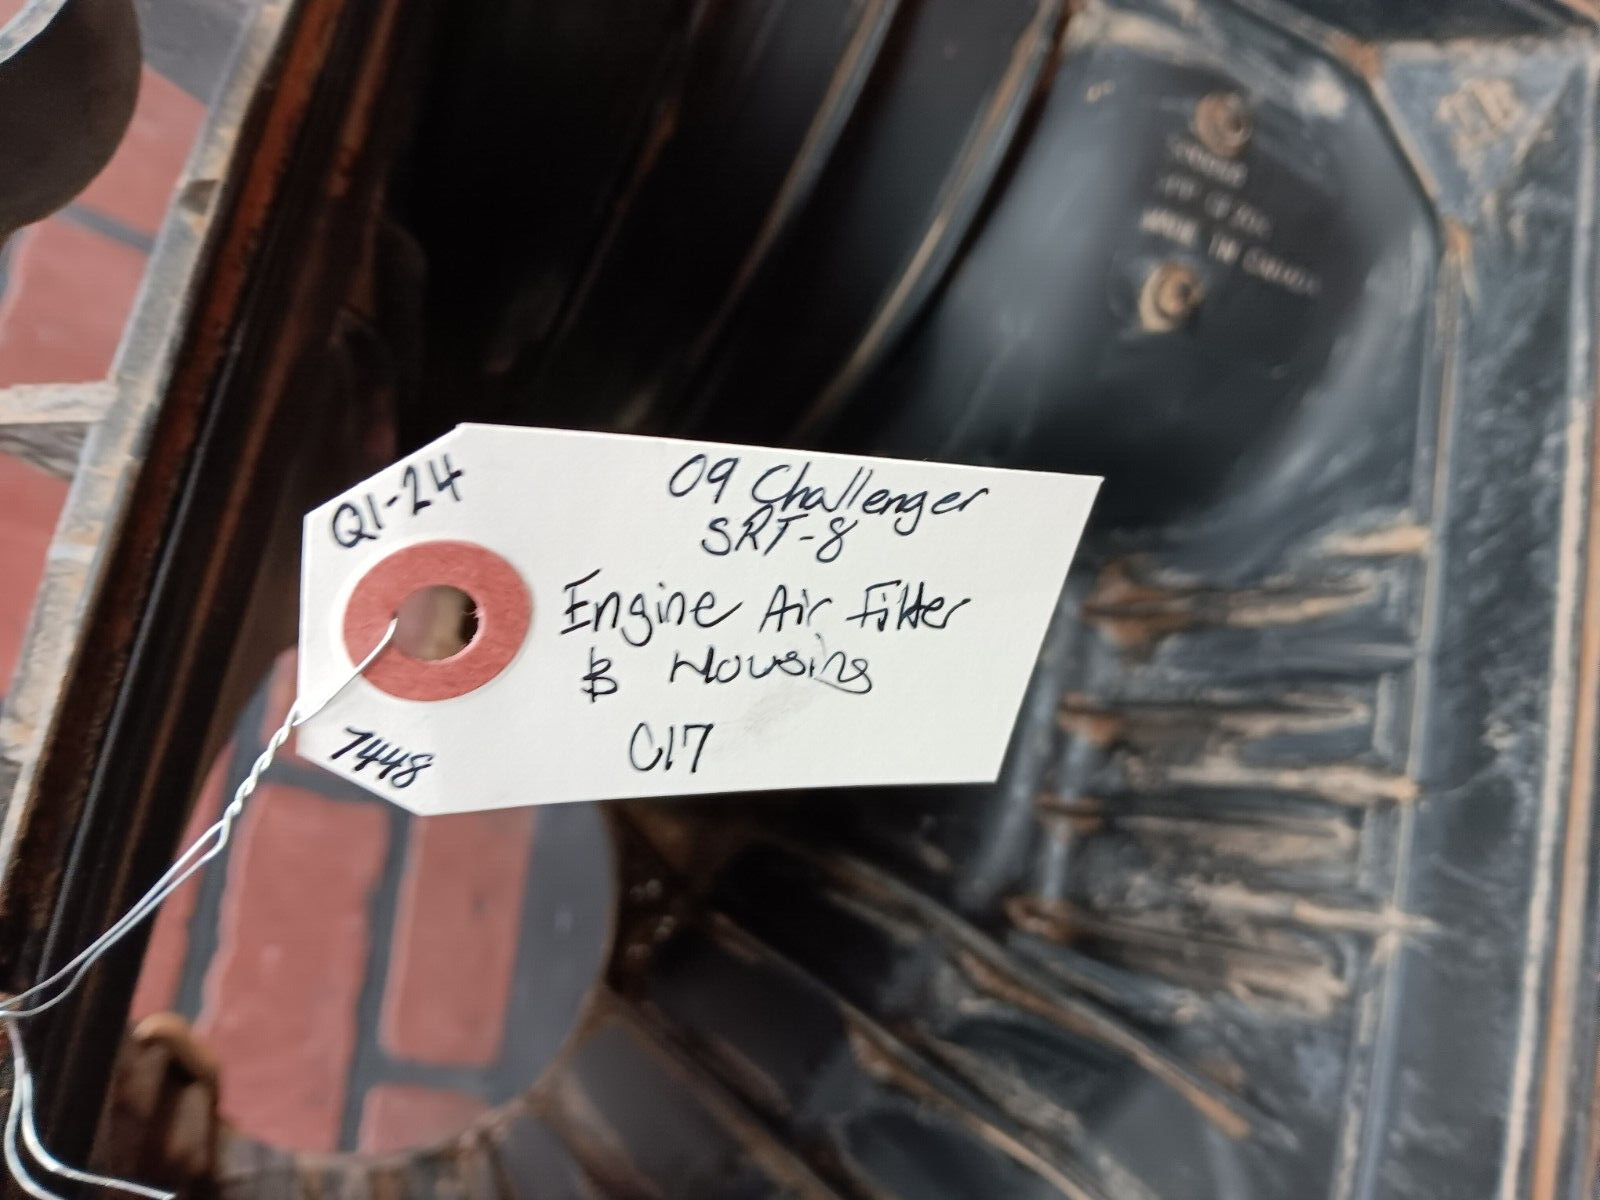 Q1-24
09 Challenger
SRT-8
Engine Air Filter
& Housing
C17
7448
MADE IN CANADA